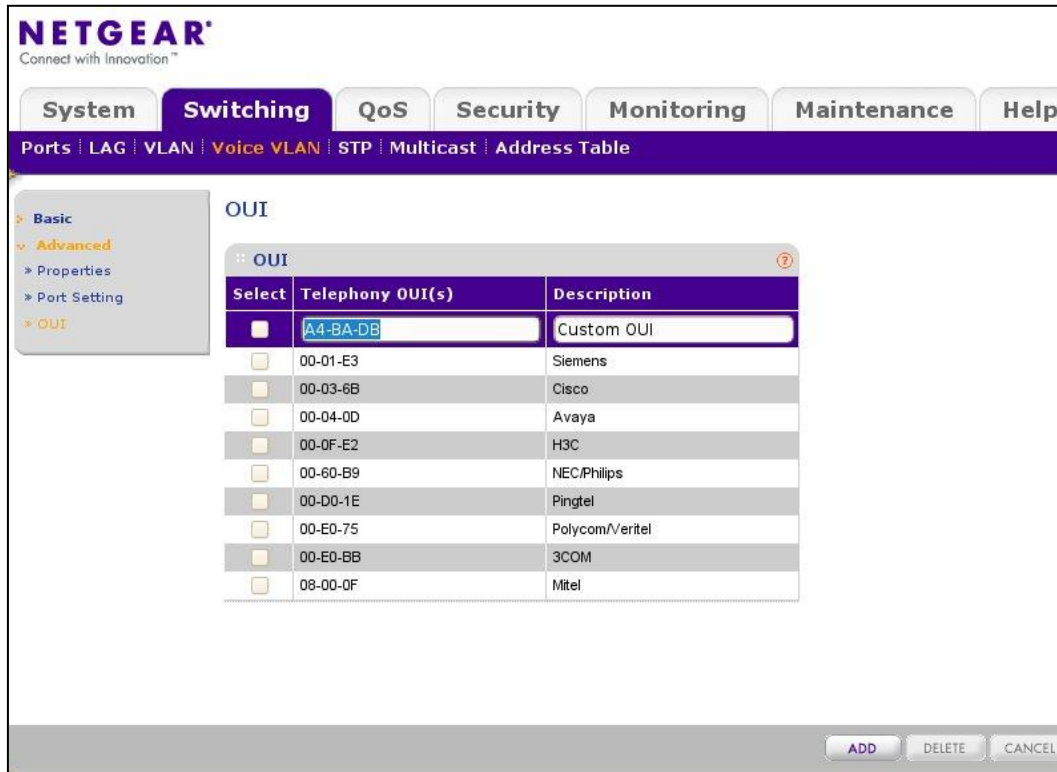 NETGEAR®
Connect with Innovation™
System Switching QoS Security Monitoring Maintenance Help
Ports LAG VLAN Voice VLAN STP Multicast Address Table
Basic
Advanced
» Properties
» Port Setting
» OUI
OUI
OUI ?
Select Telephony OUI(s) Description
A4-BA-DB Custom OUI
00-01-E3 Siemens
00-03-6B Cisco
00-04-0D Avaya
00-0F-E2 H3C
00-60-B9 NEC/Philips
00-D0-1E Pingtel
00-E0-75 Polycom/Veritel
00-E0-BB 3COM
08-00-0F Mitel
ADD DELETE CANCEL